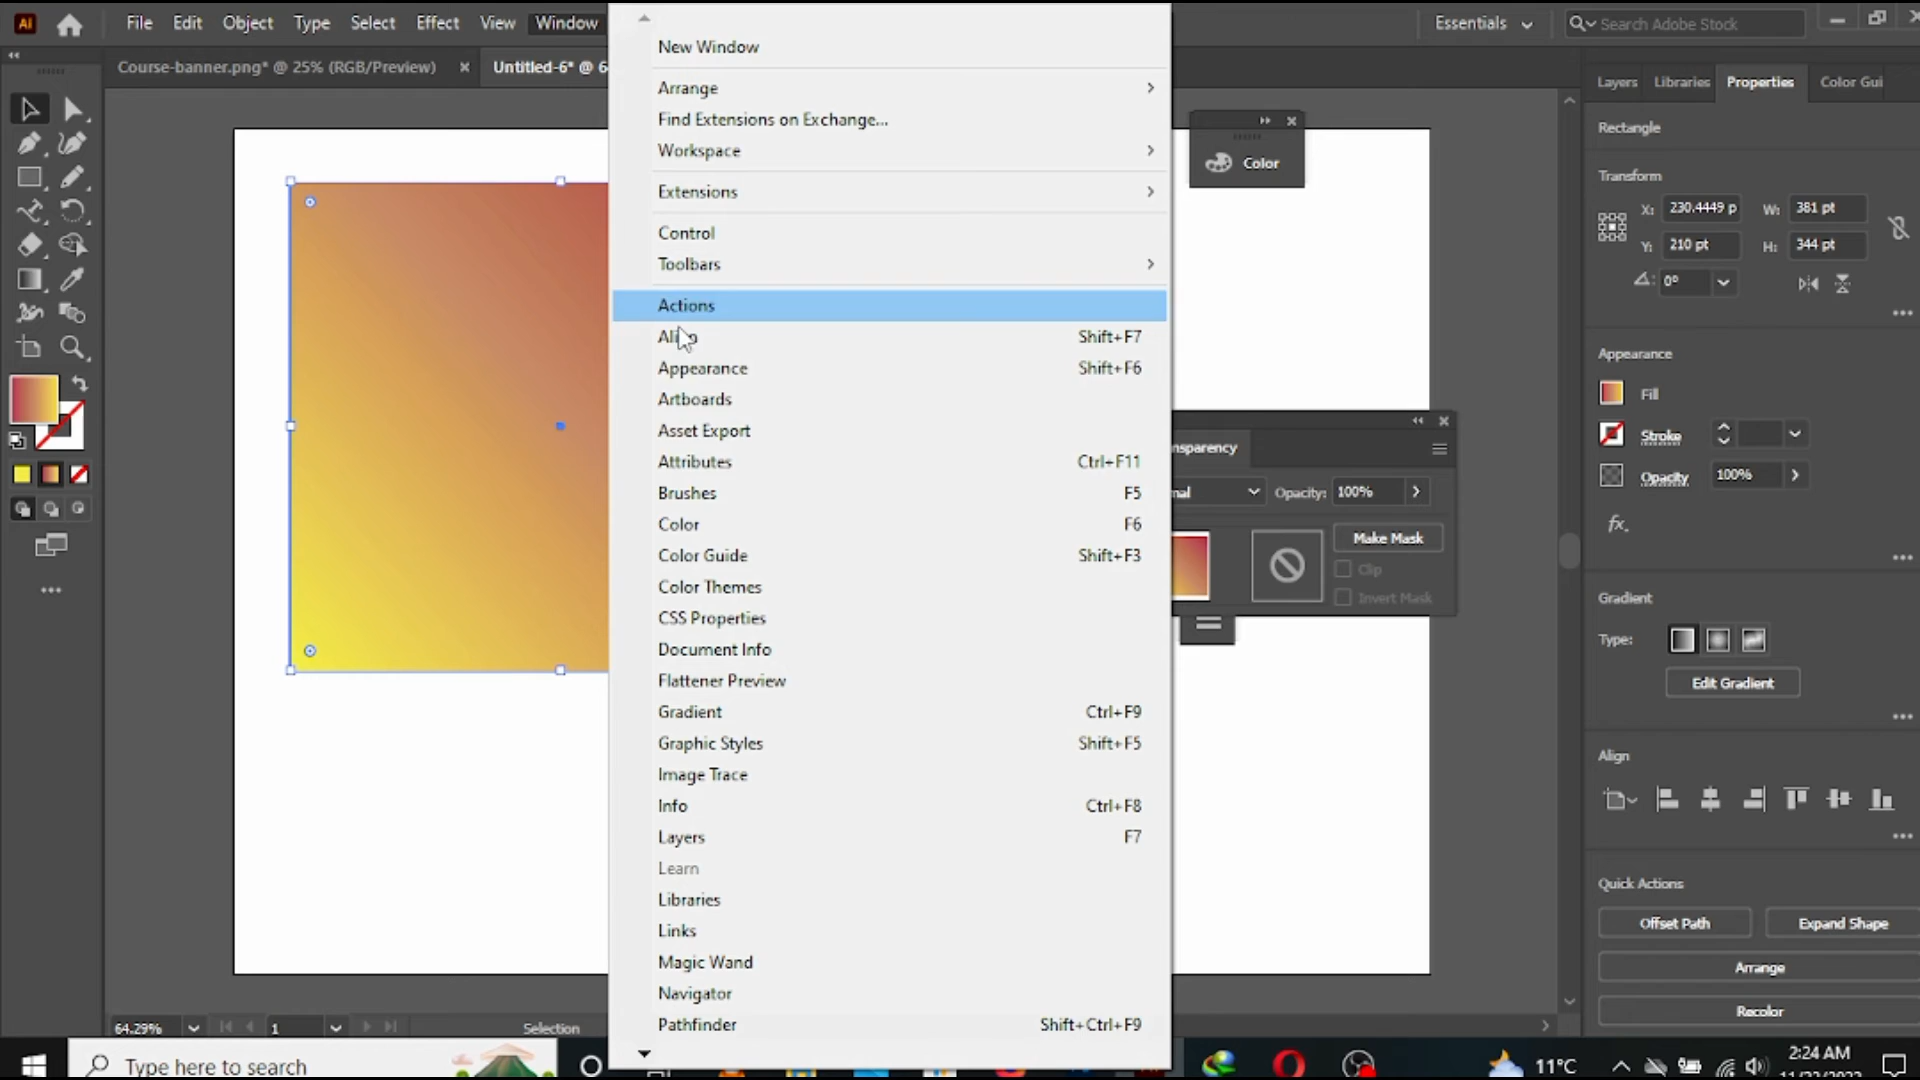 Ai File Edit Object Type Select Effect View Window Essentials Search Adobe Stock
Course-banner.png* @ 25% (RGB/Preview) × Untitled-6* @
Layers Libraries Properties Color Gui
New Window
Arrange
Find Extensions on Exchange...
Workspace
Extensions
Control
Toolbars
Actions
Shift+F7
Appearance Shift+F6
Artboards
Asset Export
Attributes Ctrl+F11
Brushes F5
Color F6
Color Guide Shift+F3
Color Themes
CSS Properties
Document Info
Flattener Preview
Gradient Ctrl+F9
Graphic Styles Shift+F5
Image Trace
Info Ctrl+F8
Layers F7
Learn
Libraries
Links
Magic Wand
Navigator
Pathfinder Shift+Ctrl+F9
Color
nsparency
Opacity: 100%
Make Mask
Clip
Invert Mask
Rectangle
Transform
X: 230.4449 p W: 381 pt
Y: 210 pt H: 344 pt
0°
Appearance
Fill
Stroke
Opacity 100%
fx.
Gradient
Type:
Edit Gradient
Align
Quick Actions
Offset Path Expand Shape
Arrange
Recolor
64.29% 1 Selection
Type here to search
11°C
2:24 AM